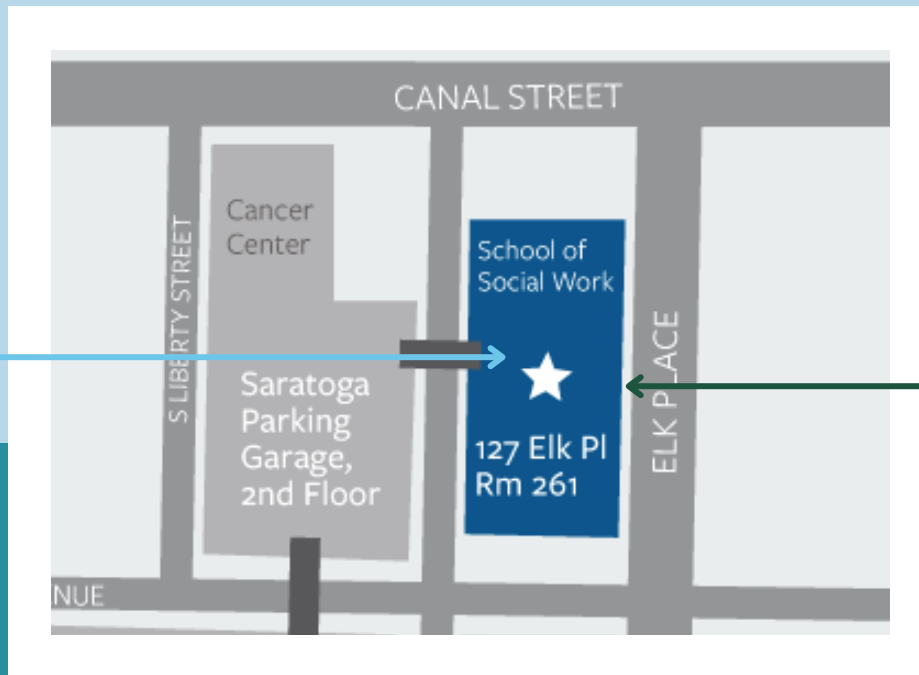 CANAL STREET
Cancer
Center
S LIBERTY STREET
School of
Social Work
Saratoga
Parking
Garage,
2nd Floor
127 Elk Pl
Rm 261
ELK PLACE
NUE